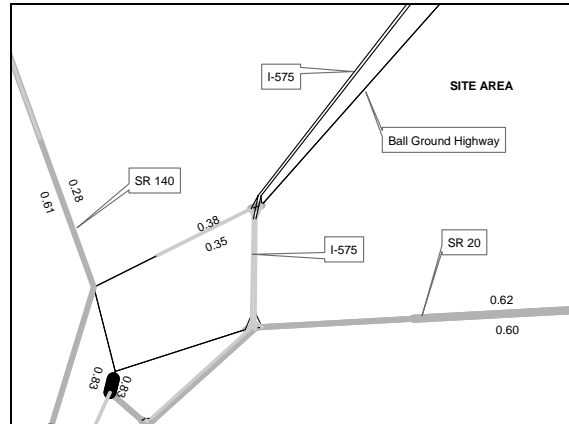 I-575
SITE AREA
Ball Ground Highway
SR 140
0.28
0.61
0.38
0.35
I-575
SR 20
0.62
0.60
0.83
0.83